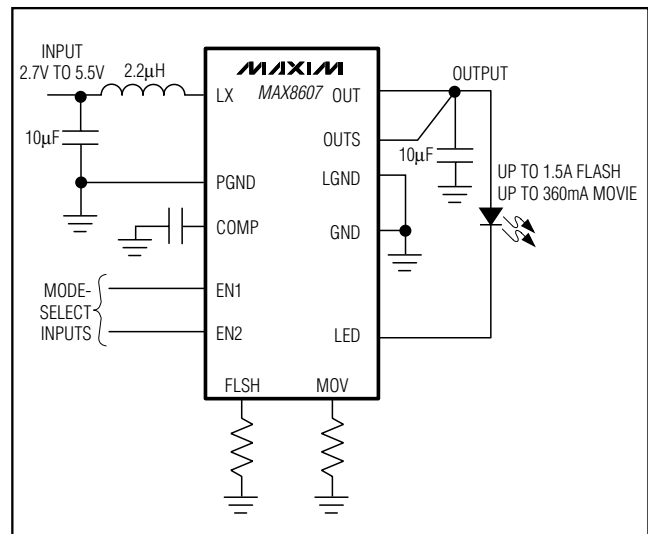 INPUT
2.7V TO 5.5V
2.2μH
10μF
MAXIM
MAX8607
LX
PGND
COMP
EN1
EN2
FLSH
MOV
OUT
OUTS
LGND
GND
LED
MODE-
SELECT
INPUTS
OUTPUT
10μF
UP TO 1.5A FLASH
UP TO 360mA MOVIE